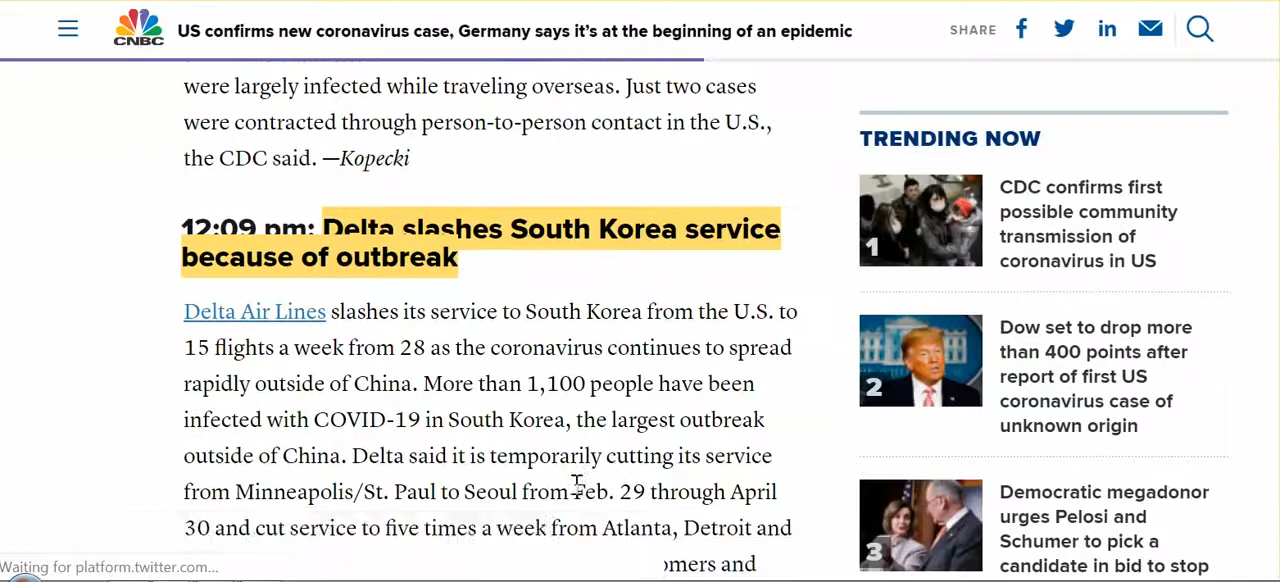 CNBC
US confirms new coronavirus case, Germany says it's at the beginning of an epidemic
SHARE
were largely infected while traveling overseas. Just two cases
were contracted through person-to-person contact in the U.S.,
the CDC said. —Kopecki
12:09 pm: Delta slashes South Korea service
because of outbreak
Delta Air Lines slashes its service to South Korea from the U.S. to
15 flights a week from 28 as the coronavirus continues to spread
rapidly outside of China. More than 1,100 people have been
infected with COVID-19 in South Korea, the largest outbreak
outside of China. Delta said it is temporarily cutting its service
from Minneapolis/St. Paul to Seoul from Feb. 29 through April
30 and cut service to five times a week from Atlanta, Detroit and
and
TRENDING NOW
1
CDC confirms first
possible community
transmission of
coronavirus in US
2
Dow set to drop more
than 400 points after
report of first US
coronavirus case of
unknown origin
3
Democratic megadonor
urges Pelosi and
Schumer to pick a
candidate in bid to stop
Waiting for platform.twitter.com...